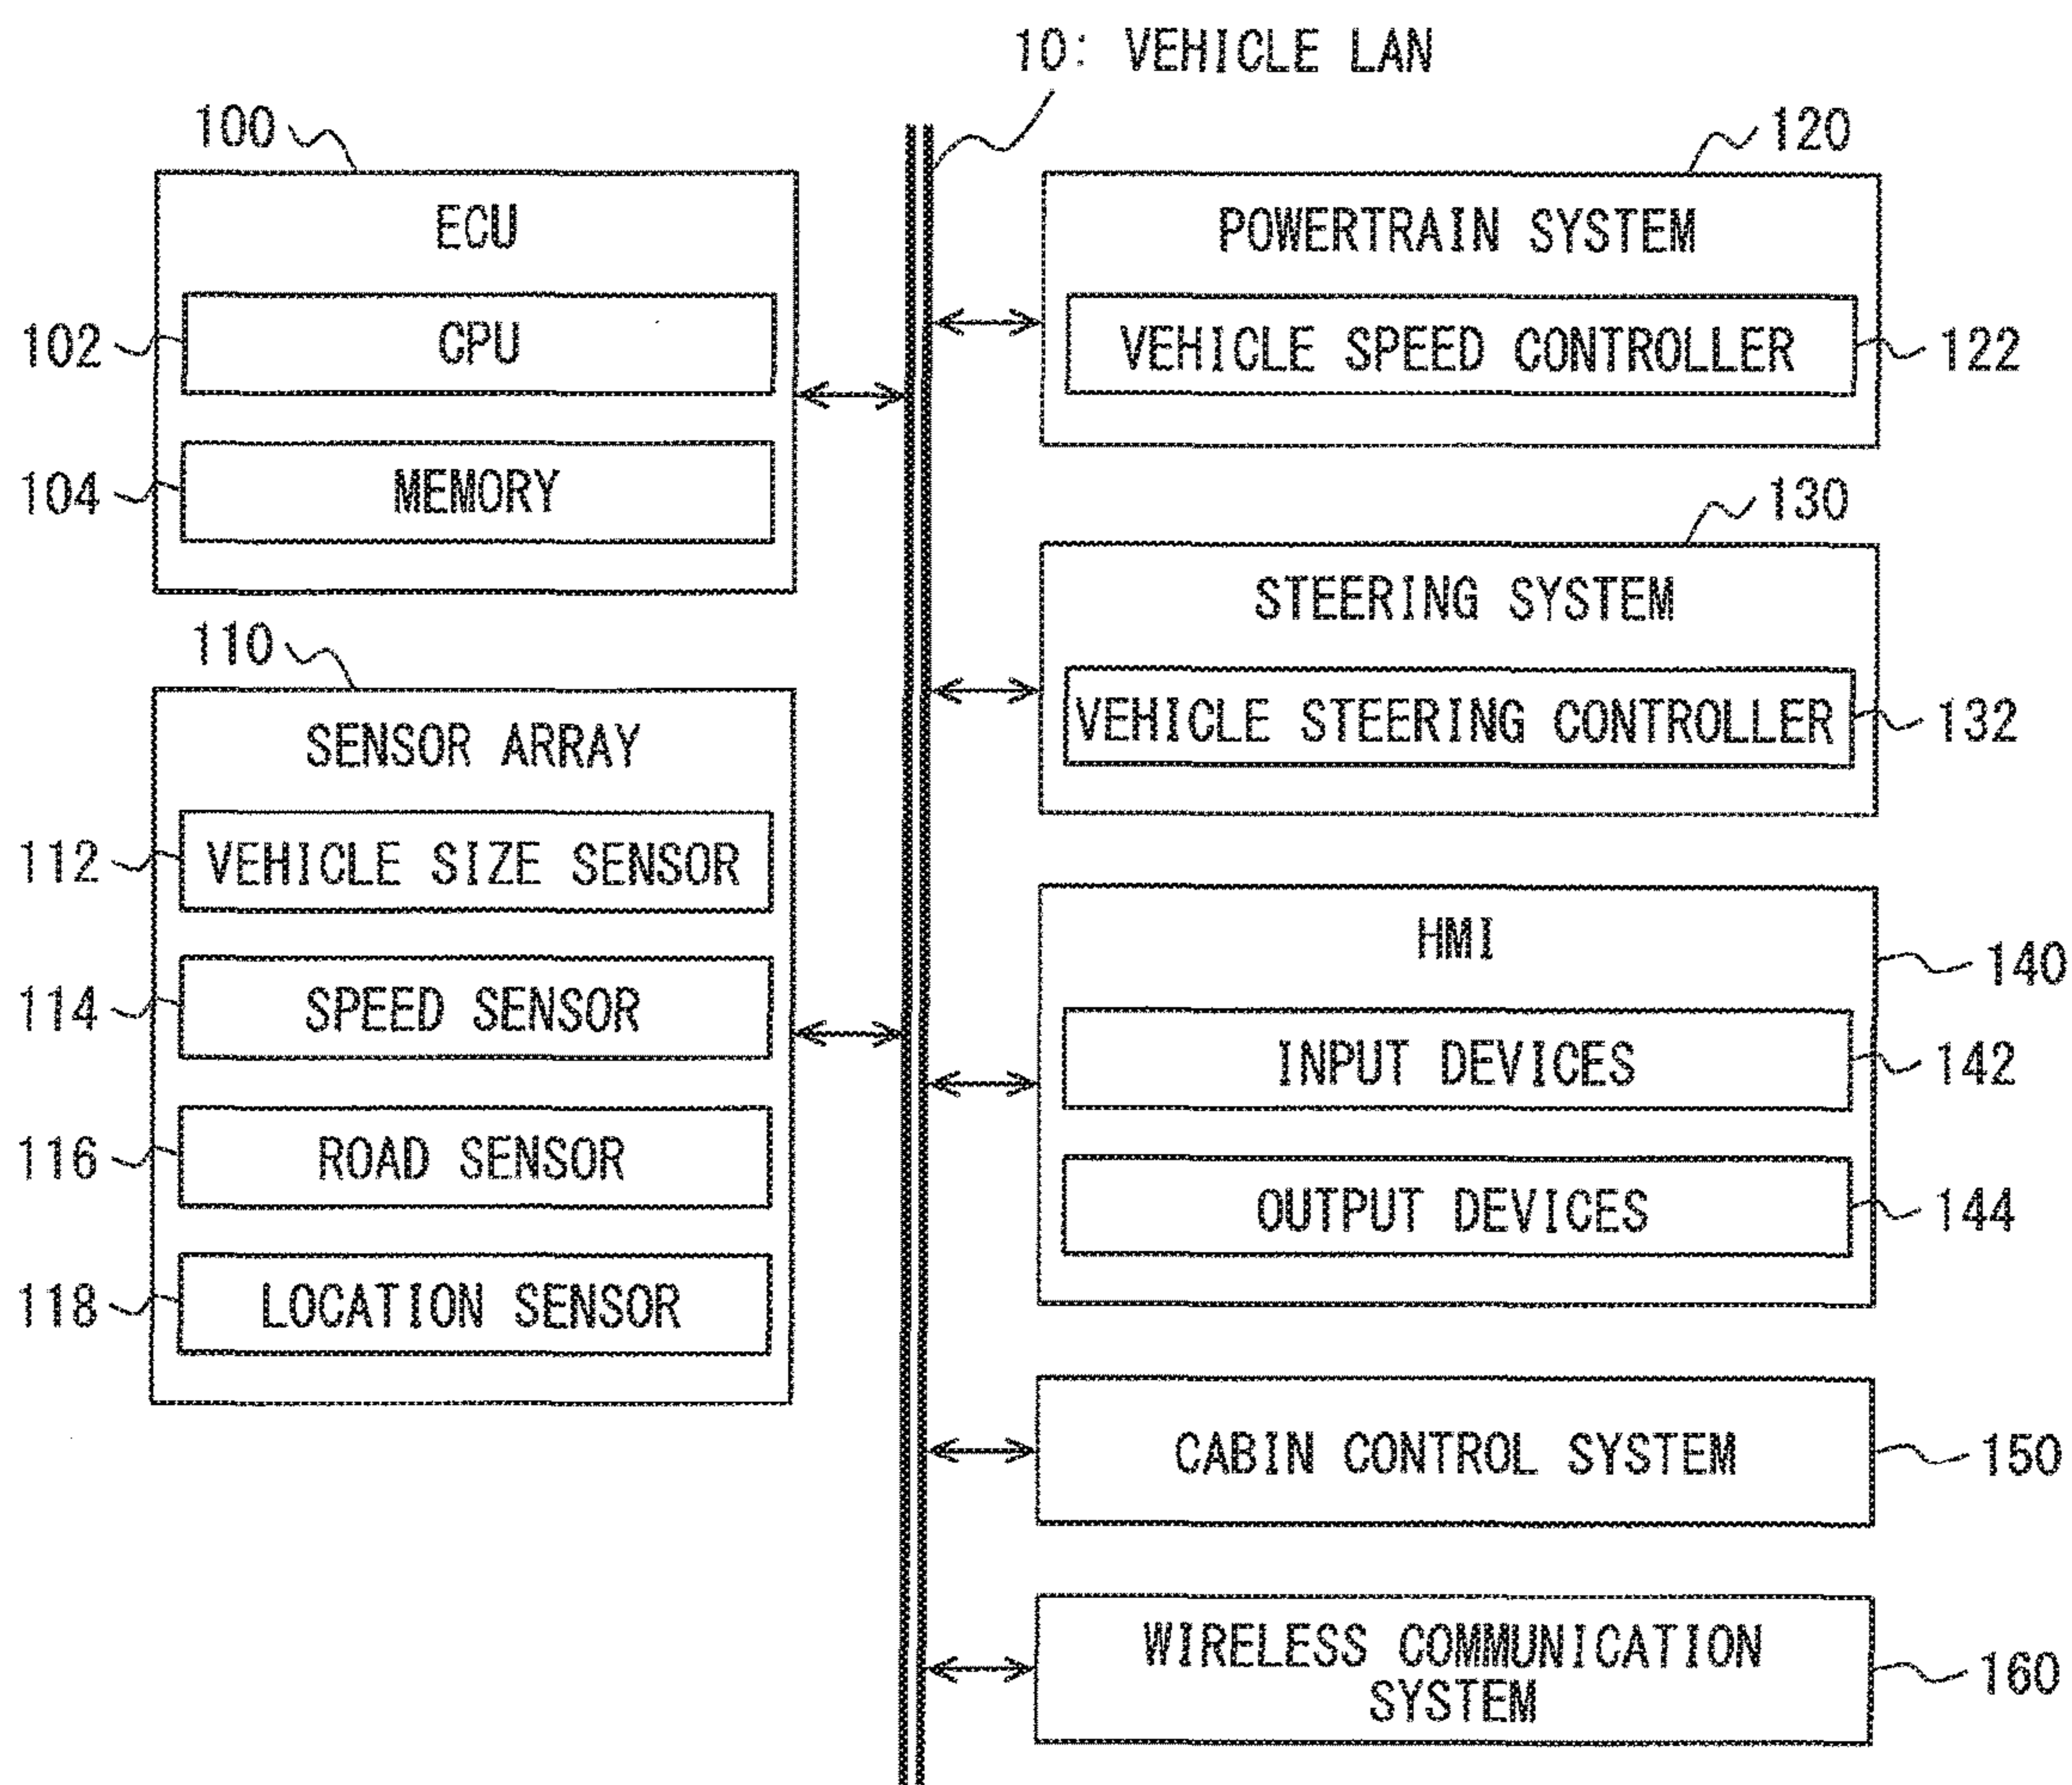 10: VEHICLE LAN
100
ECU
102
CPU
104
MEMORY
110
SENSOR ARRAY
112
VEHICLE SIZE SENSOR
114
SPEED SENSOR
116
ROAD SENSOR
118
LOCATION SENSOR
120
POWERTRAIN SYSTEM
VEHICLE SPEED CONTROLLER
122
130
STEERING SYSTEM
VEHICLE STEERING CONTROLLER
132
HMI
140
INPUT DEVICES
142
OUTPUT DEVICES
144
CABIN CONTROL SYSTEM
150
WIRELESS COMMUNICATION
SYSTEM
160